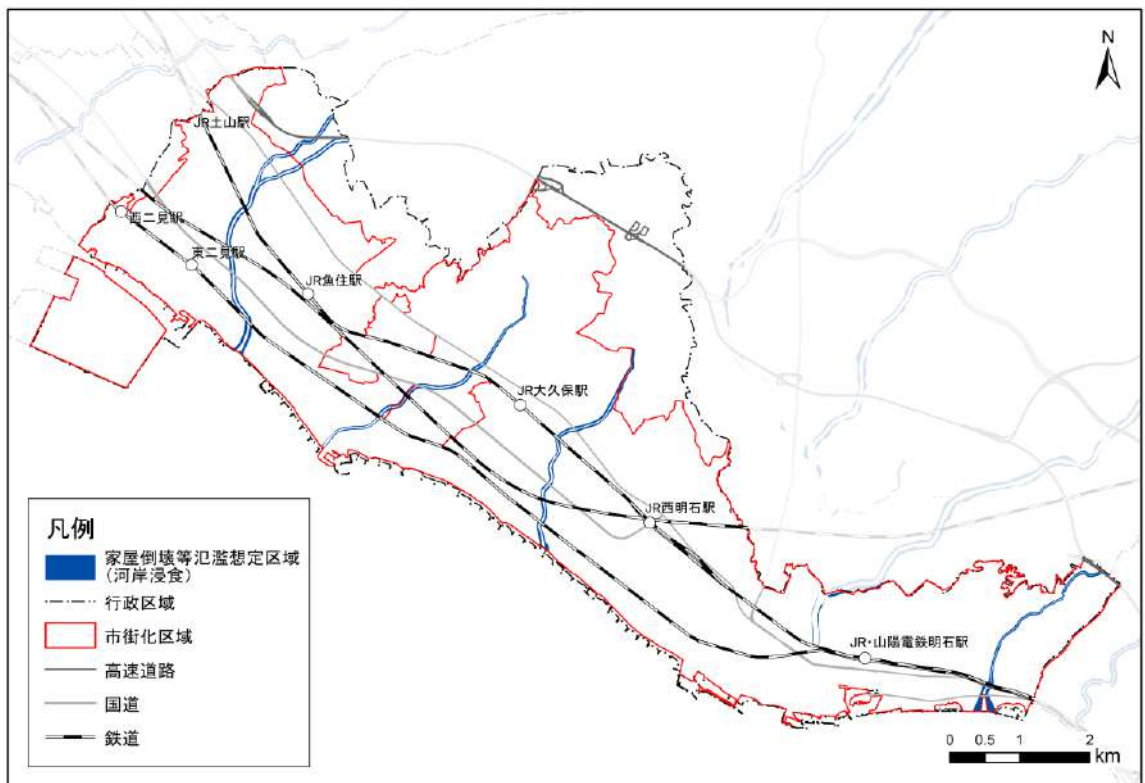 N
JR土山駅
西二見駅
東二見駅
JR魚住駅
JR大久保駅
JR西明石駅
JR・山陽電鉄明石駅
凡例
家屋倒壊等氾濫想定区域
(河岸浸食)
行政区域
市街化区域
高速道路
国道
鉄道
0 0.5 1 2
km